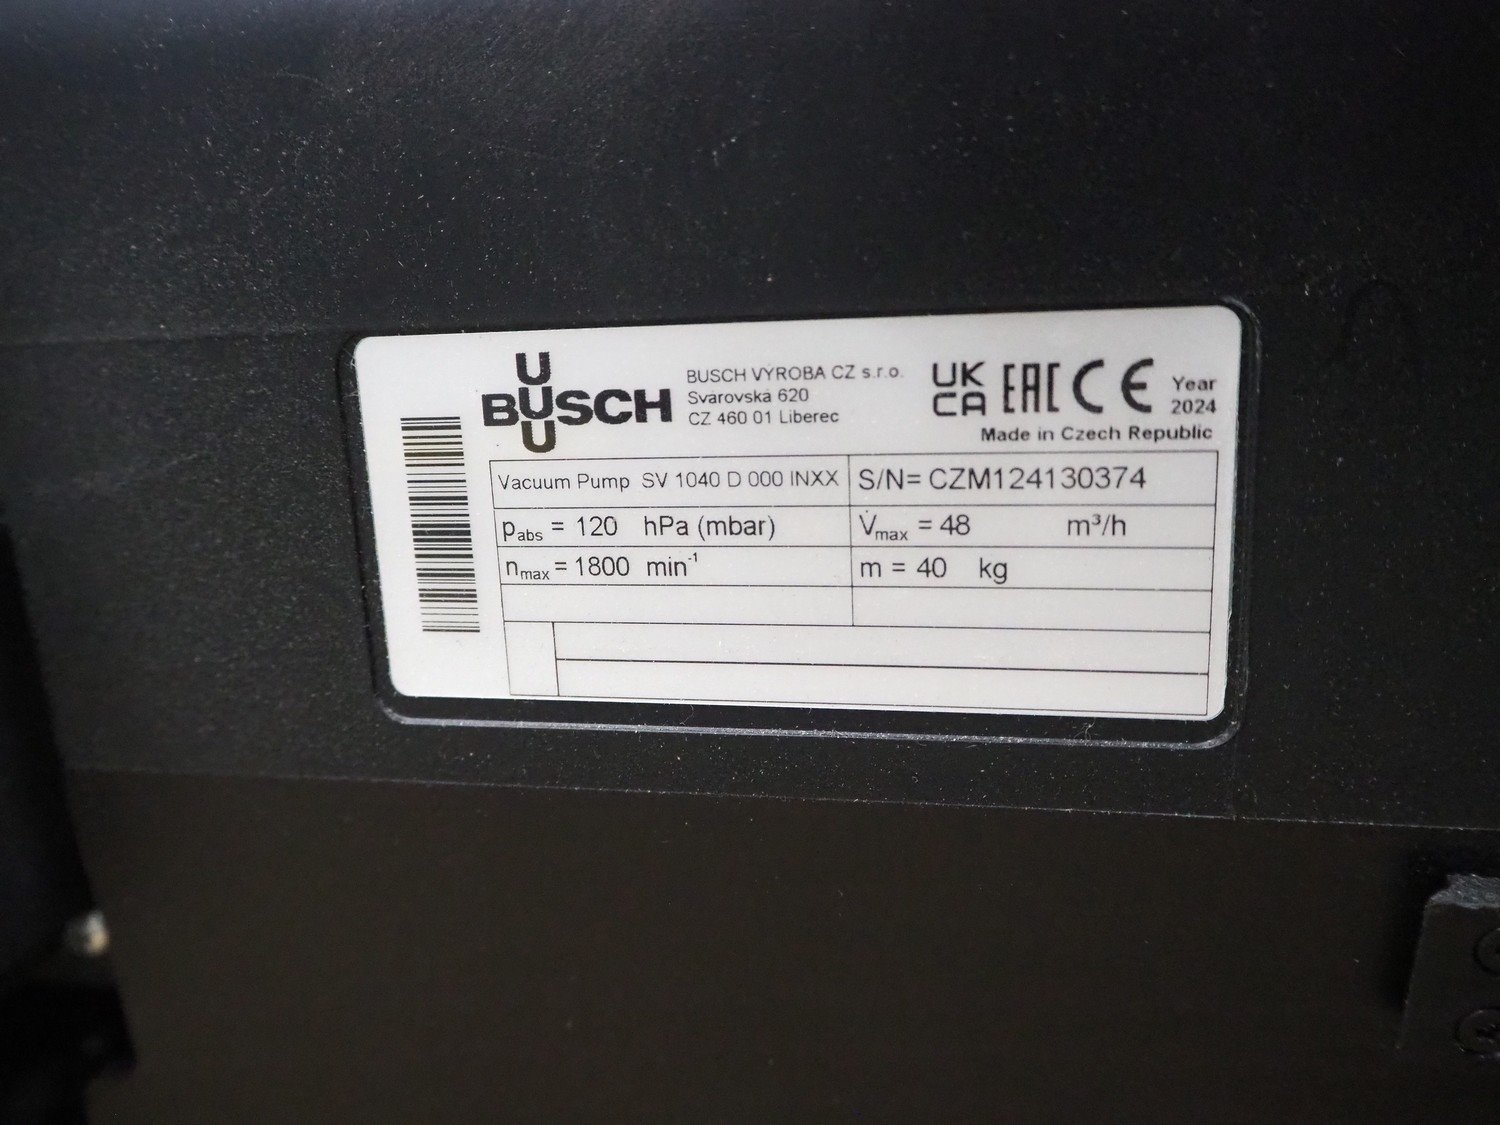 BUSCH
BUSCH VYROBA CZ s.r.o.
Svarovská 620
CZ 460 01 Liberec
UK
CA EAC CE
Year
2024
Made in Czech Republic
Vacuum Pump SV 1040 D 000 INXX
S/N= CZM124130374
pabs = 120 hPa (mbar)
V̇max = 48 m³/h
nmax = 1800 min⁻¹
m = 40 kg